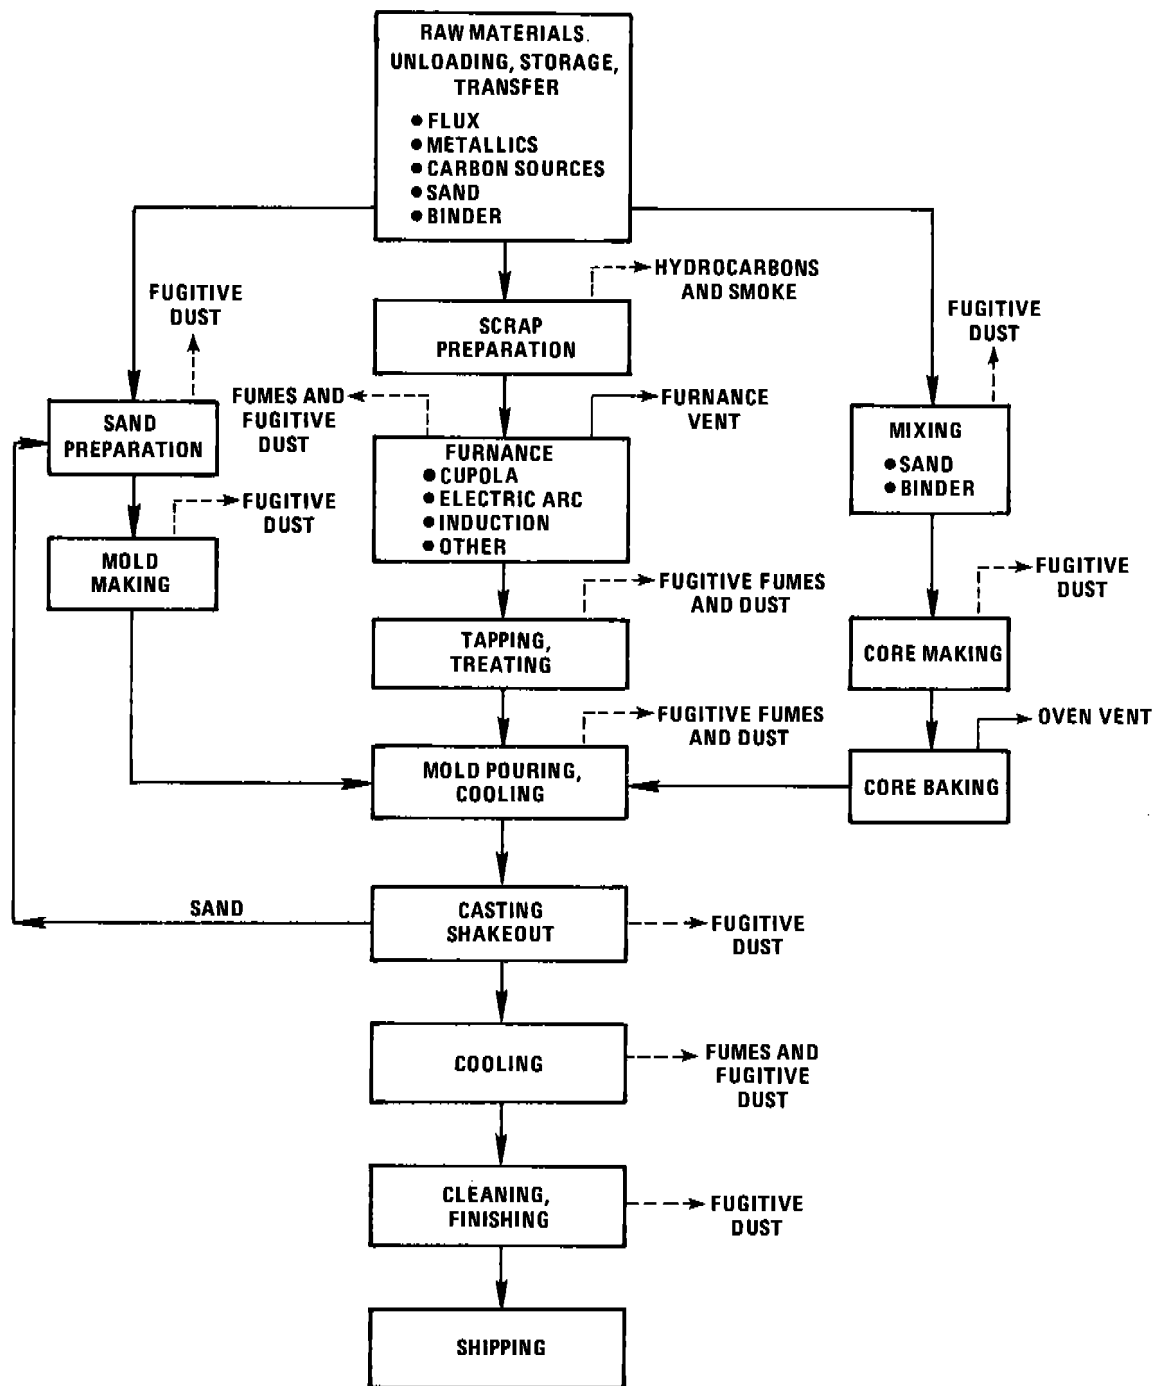 RAW MATERIALS.
UNLOADING, STORAGE,
TRANSFER
● FLUX
● METALLICS
● CARBON SOURCES
● SAND
● BINDER
HYDROCARBONS
AND SMOKE
FUGITIVE
DUST
FUGITIVE
DUST
SCRAP
PREPARATION
FUMES AND
FUGITIVE
DUST
FURNANCE
VENT
SAND
PREPARATION
FURNANCE
● CUPOLA
● ELECTRIC ARC
● INDUCTION
● OTHER
MIXING
● SAND
● BINDER
FUGITIVE
DUST
MOLD
MAKING
FUGITIVE FUMES
AND DUST
FUGITIVE
DUST
TAPPING,
TREATING
CORE MAKING
FUGITIVE FUMES
AND DUST
OVEN VENT
MOLD POURING,
COOLING
CORE BAKING
SAND
CASTING
SHAKEOUT
FUGITIVE
DUST
COOLING
FUMES AND
FUGITIVE
DUST
CLEANING,
FINISHING
FUGITIVE
DUST
SHIPPING